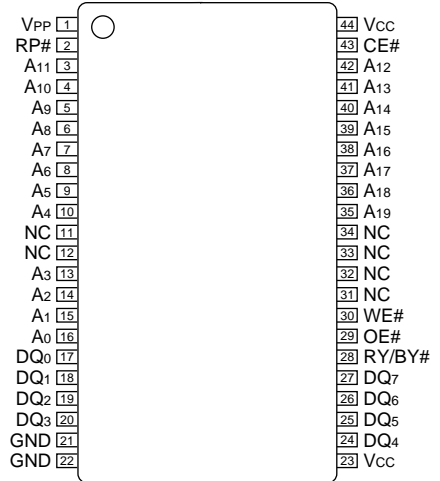 VPP 1 44 VCC
RP# 2 43 CE#
A11 3 42 A12
A10 4 41 A13
A9 5 40 A14
A8 6 39 A15
A7 7 38 A16
A6 8 37 A17
A5 9 36 A18
A4 10 35 A19
NC 11 34 NC
NC 12 33 NC
A3 13 32 NC
A2 14 31 NC
A1 15 30 WE#
A0 16 29 OE#
DQ0 17 28 RY/BY#
DQ1 18 27 DQ7
DQ2 19 26 DQ6
DQ3 20 25 DQ5
GND 21 24 DQ4
GND 22 23 VCC